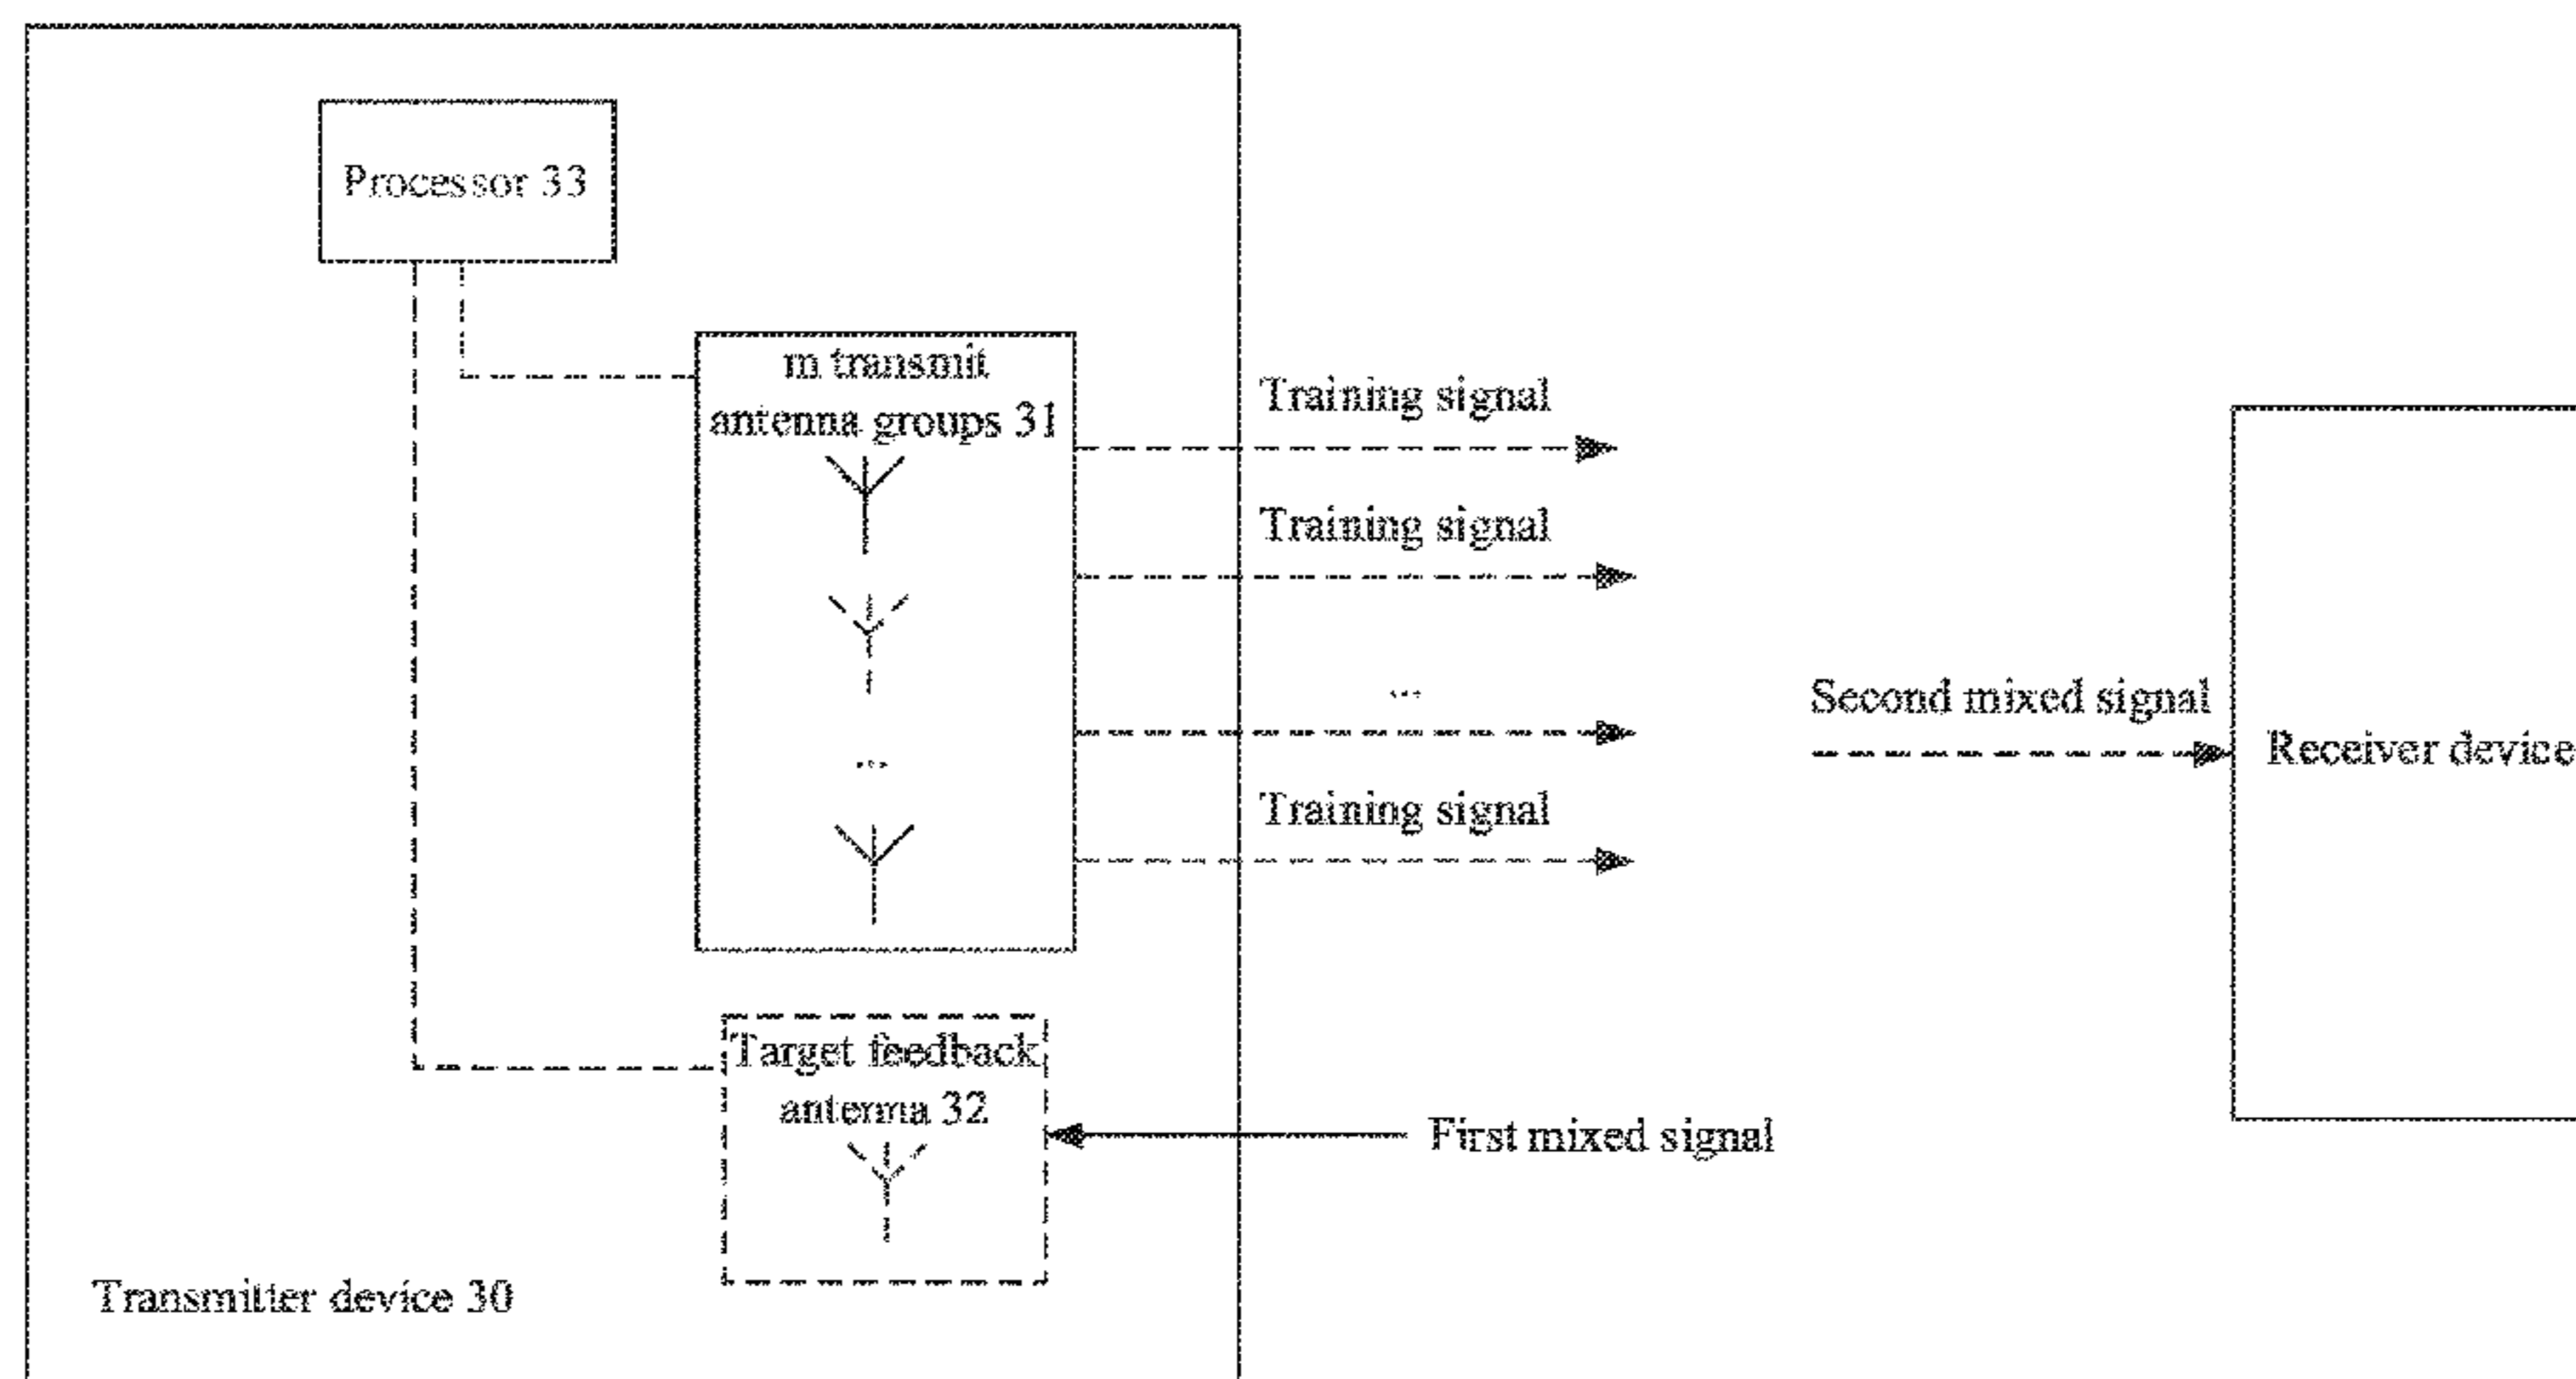 Processor 33
m transmit
antenna groups 31
Training signal
Training signal
...
Second mixed signal
Receiver device
...
Training signal
Target feedback
antenna 32
First mixed signal
Transmitter device 30